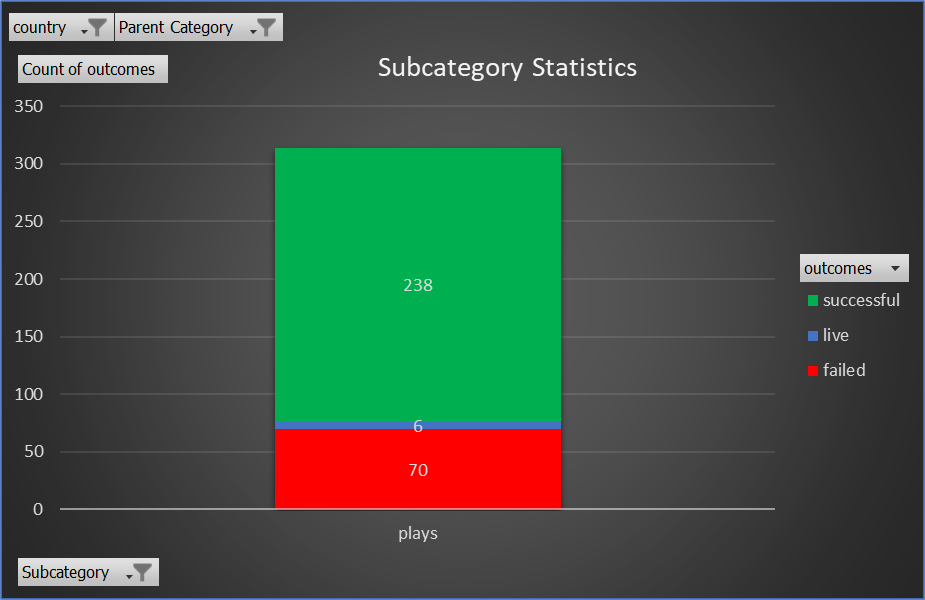 country
Parent Category
Count of outcomes
Subcategory Statistics
350
300
250
200
150
100
50
0
238
6
70
plays
outcomes
successful
live
failed
Subcategory